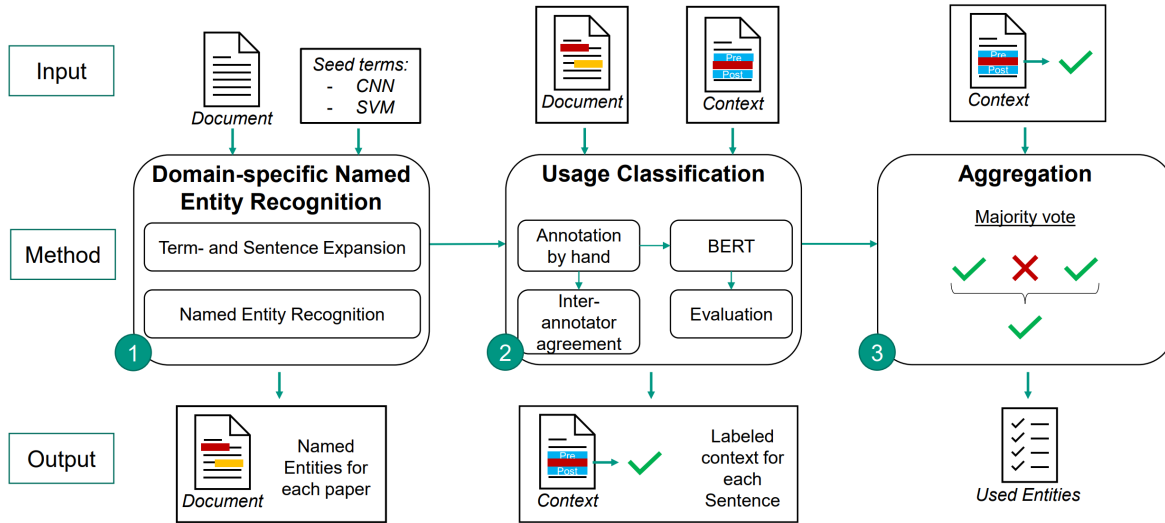 Input
Document
Seed terms:
- CNN
- SVM
Document
Pre
Post
Context
Pre
Post
Context
Method
Domain-specific Named
Entity Recognition
Term- and Sentence Expansion
Named Entity Recognition
1
Usage Classification
Annotation
by hand
BERT
Inter-
annotator
agreement
Evaluation
2
Aggregation
Majority vote
3
Output
Document
Named
Entities for
each paper
Pre
Post
Context
Labeled
context for
each
Sentence
Used Entities